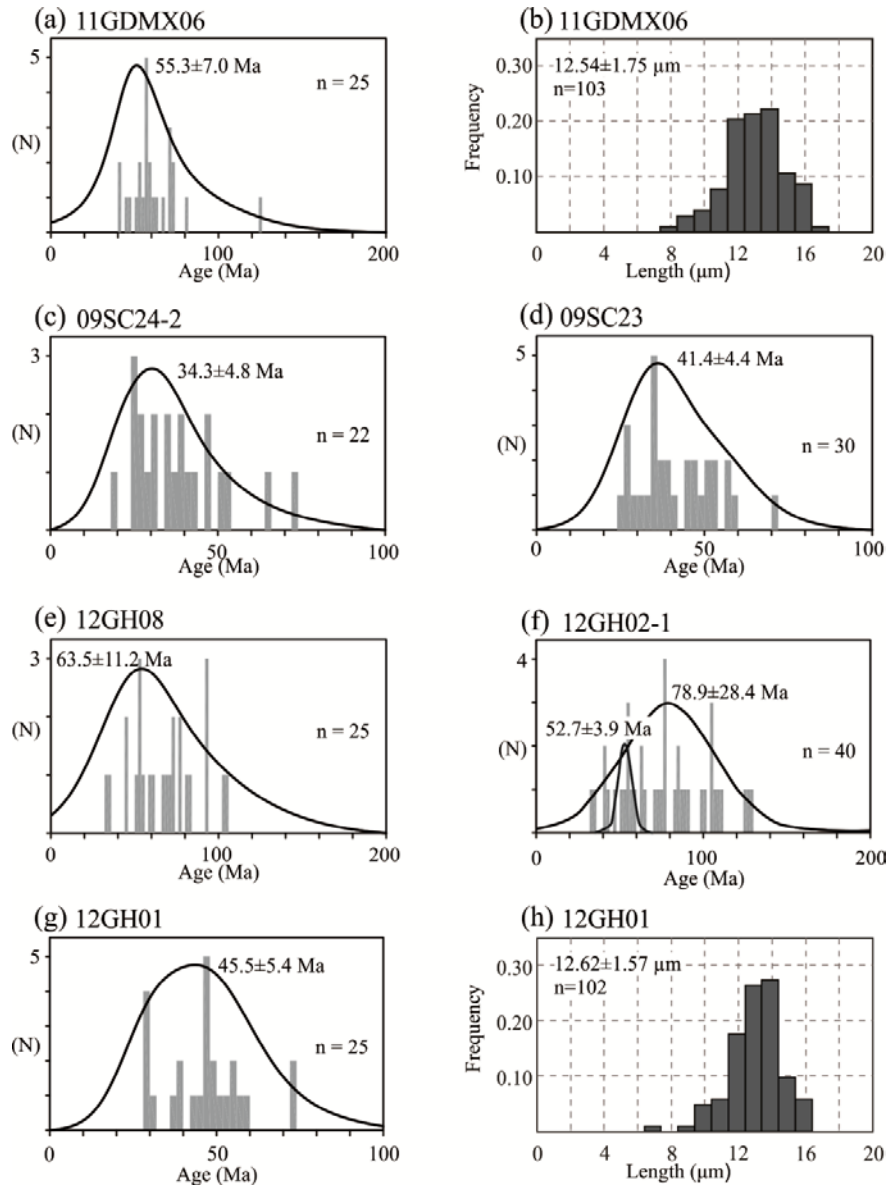 (a) 11GDMX06
5
(N)
55.3±7.0 Ma
n = 25
0 100 200
Age (Ma)
(b) 11GDMX06
Frequency
0.30
0.20
0.10
12.54±1.75 µm
n=103
0 4 8 12 16 20
Length (µm)
(c) 09SC24-2
3
(N)
34.3±4.8 Ma
n = 22
0 50 100
Age (Ma)
(d) 09SC23
5
(N)
41.4±4.4 Ma
n = 30
0 50 100
Age (Ma)
(e) 12GH08
3
(N)
63.5±11.2 Ma
n = 25
0 100 200
Age (Ma)
(f) 12GH02-1
4
(N)
52.7±3.9 Ma
78.9±28.4 Ma
n = 40
0 100 200
Age (Ma)
(g) 12GH01
5
(N)
45.5±5.4 Ma
n = 25
0 50 100
Age (Ma)
(h) 12GH01
Frequency
0.30
0.20
0.10
12.62±1.57 µm
n=102
0 4 8 12 16 20
Length (µm)